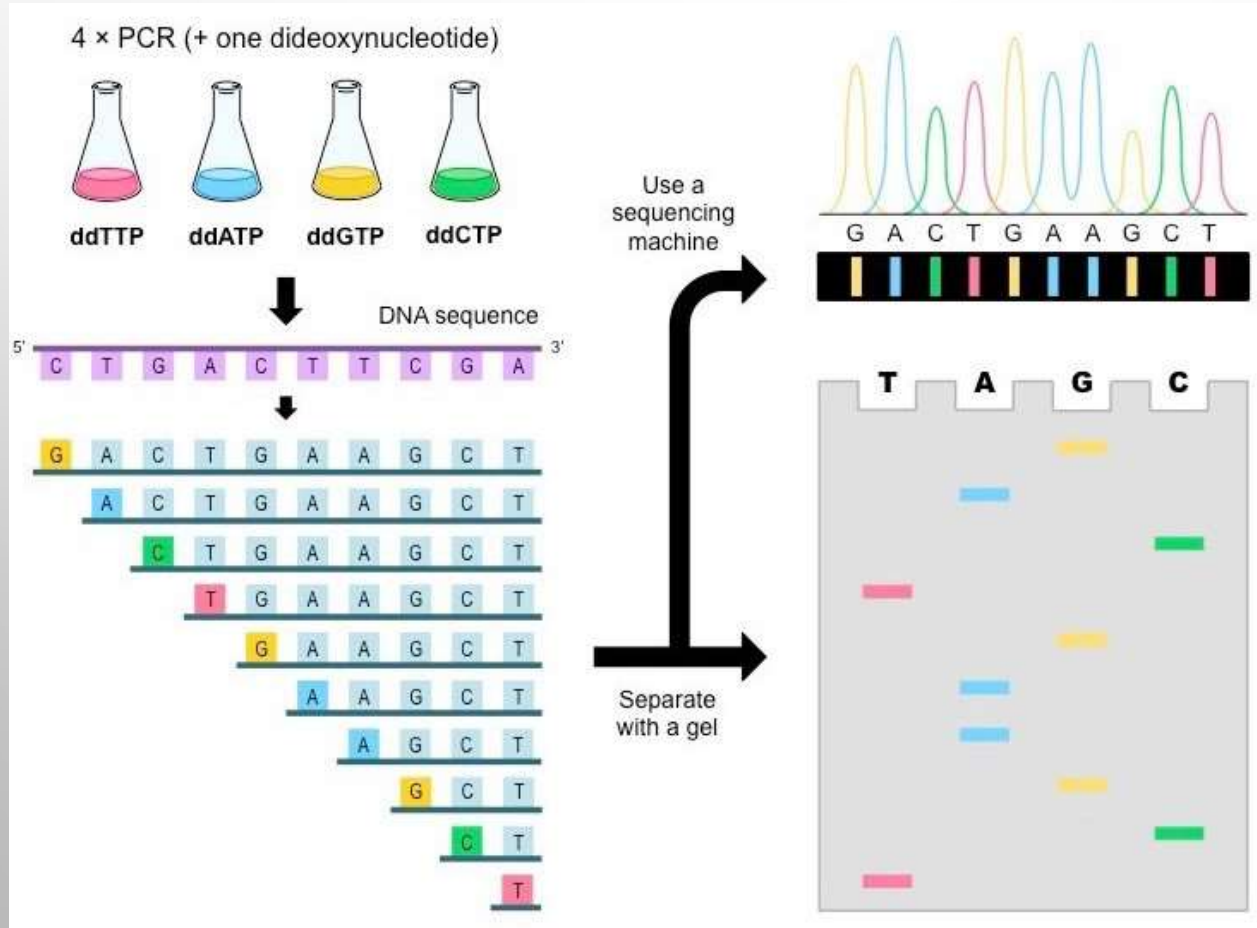 4 × PCR (+ one dideoxynucleotide)
ddTTP ddATP ddGTP ddCTP
DNA sequence
5' 3'
C T G A C T T C G A
G A C T G A A G C T
A C T G A A G C T
C T G A A G C T
T G A A G C T
G A A G C T
A A G C T
A G C T
G C T
C T
T
Use a
sequencing
machine
Separate
with a gel
G A C T G A A G C T
T A G C